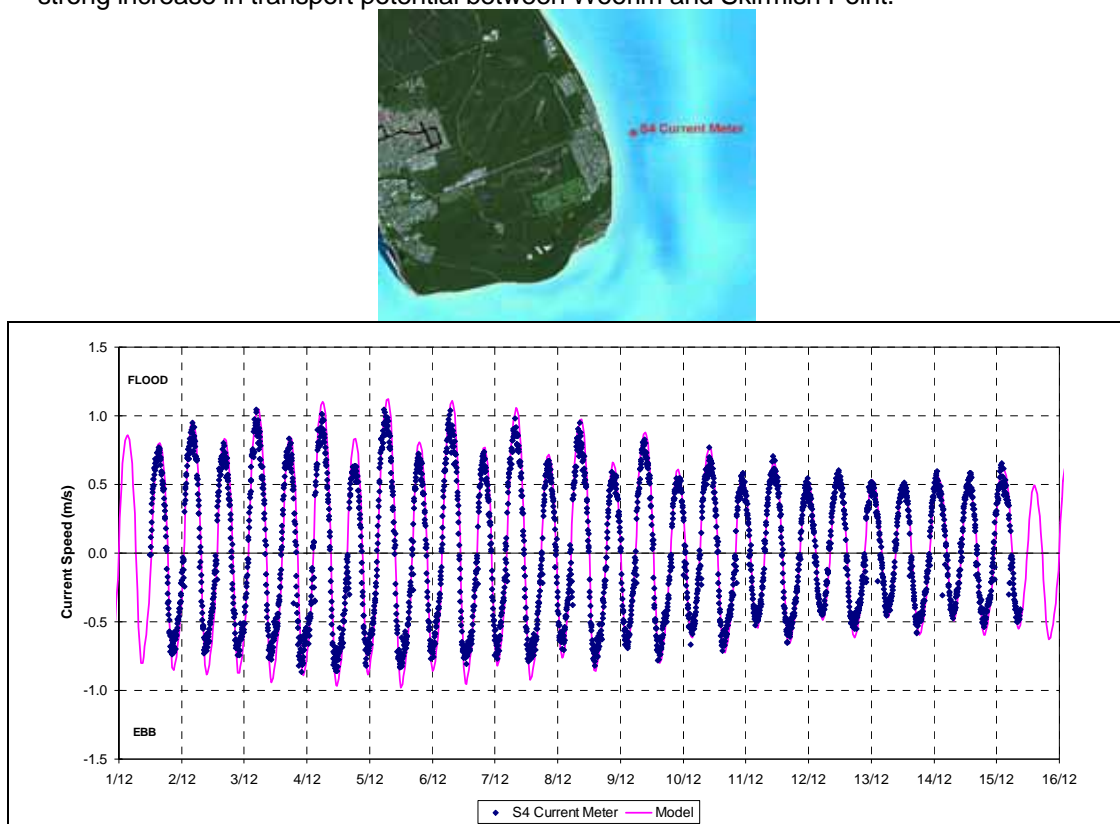 strong increase in transport potential between Woorim and Skirmish Point.
S4 Current Meter
1.5
FLOOD
1.0
0.5
0.0
-0.5
-1.0
EBB
-1.5
Current Speed (m/s)
1/12 2/12 3/12 4/12 5/12 6/12 7/12 8/12 9/12 10/12 11/12 12/12 13/12 14/12 15/12 16/12
S4 Current Meter Model